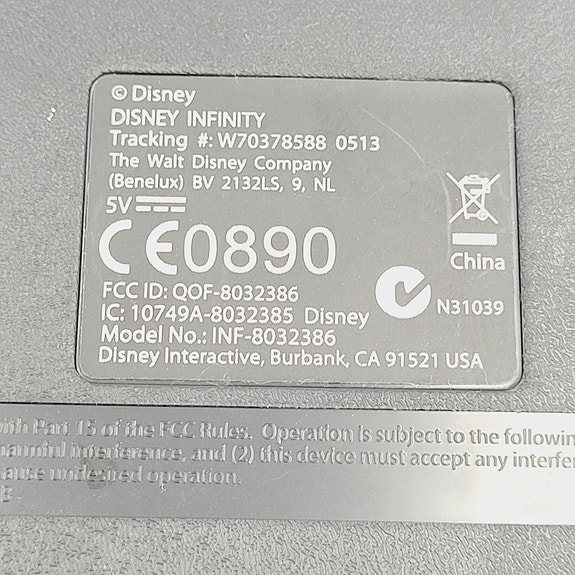 © Disney
DISNEY INFINITY
Tracking #: W70378588 0513
The Walt Disney Company
(Benelux) BV 2132LS, 9, NL
5V
CE0890
China
FCC ID: QOF-8032386
IC: 10749A-8032385 Disney
N31039
Model No.: INF-8032386
Disney Interactive, Burbank, CA 91521 USA
with Part 15 of the FCC Rules. Operation is subject to the followin
harmful interference, and (2) this device must accept any interfer
cause undesired operation.